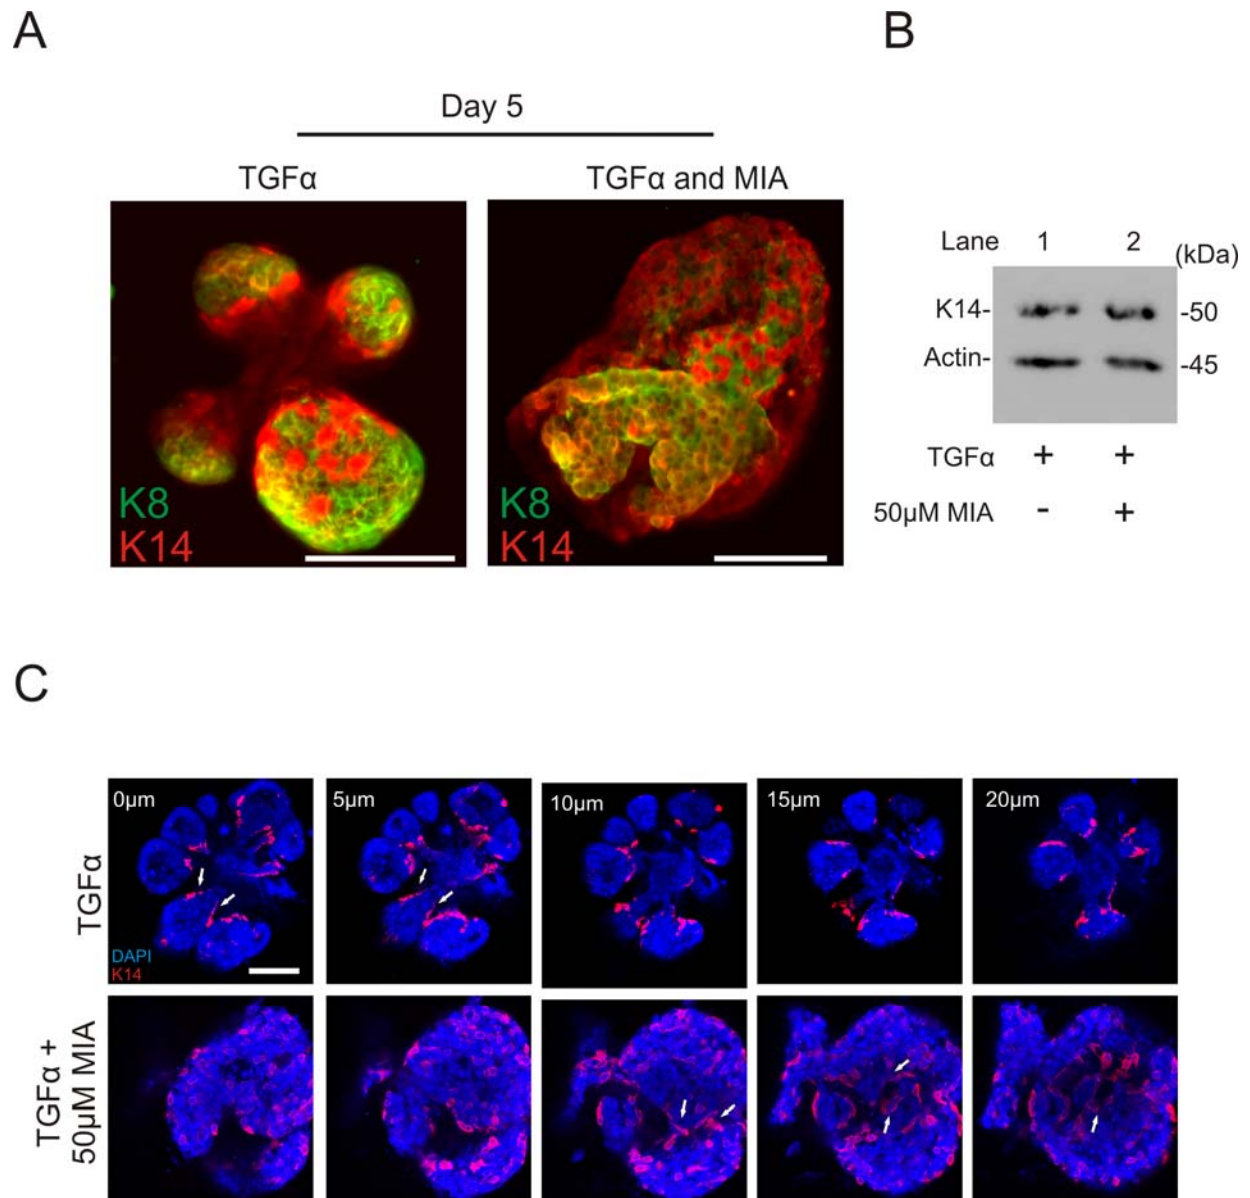 A
B
Day 5
TGFα
TGFα and MIA
K8
K14
K8
K14
Lane 1 2 (kDa)
K14- -50
Actin- -45
TGFα + +
50µM MIA - +
C
TGFα
0µm
5µm
10µm
15µm
20µm
DAPI
K14
TGFα +
50µM MIA